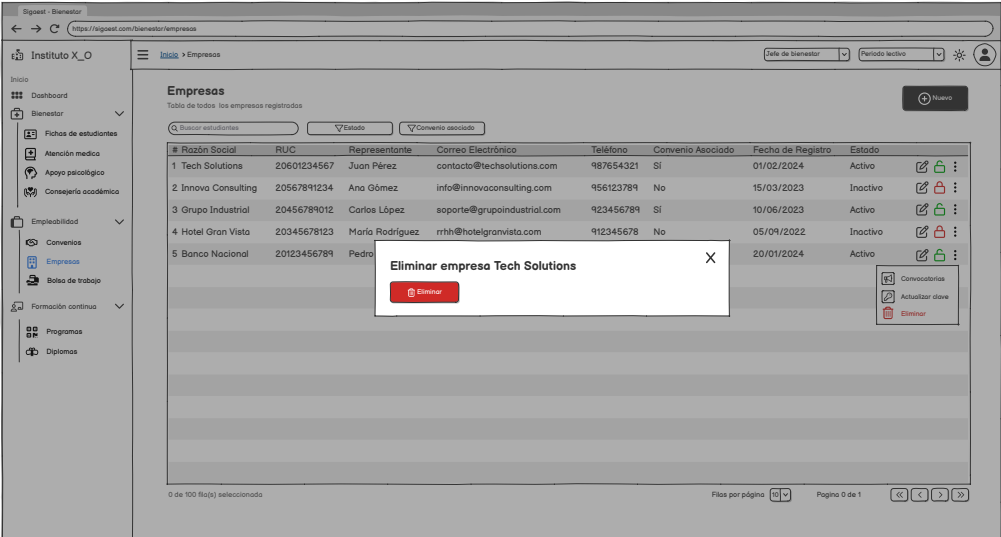 Sigaest - Bienestar
https://sigaest.com/bienestar/empresas
Instituto X_O
Inicio > Empresas
Jefe de bienestar
Periodo lectivo
Inicio
Dashboard
Bienestar
Fichas de estudiantes
Atención medica
Apoyo psicológico
Consejería académica
Empleabilidad
Convenios
Empresas
Bolsa de trabajo
Formación continua
Programas
Diplomas
Empresas
Tabla de todos los empresas registradas
Nuevo
Buscar estudiantes
Estado
Convenio asociado
# Razón Social RUC Representante Correo Electrónico Teléfono Convenio Asociado Fecha de Registro Estado
1 Tech Solutions 20601234567 Juan Pérez contacto@techsolutions.com 987654321 Sí 01/02/2024 Activo
2 Innova Consulting 20567891234 Ana Gómez info@innovaconsulting.com 956123789 No 15/03/2023 Inactivo
3 Grupo Industrial 20456789012 Carlos López soporte@grupoindustrial.com 923456789 Sí 10/06/2023 Activo
4 Hotel Gran Vista 20345678123 María Rodríguez rrhh@hotelgranvista.com 912345678 No 05/09/2022 Inactivo
5 Banco Nacional 20123456789 Pedro 20/01/2024 Activo
Eliminar empresa Tech Solutions
X
Eliminar
Convocatorias
Actualizar clave
Eliminar
0 de 100 fila(s) seleccionada
Filas por página 10
Pagina 0 de 1